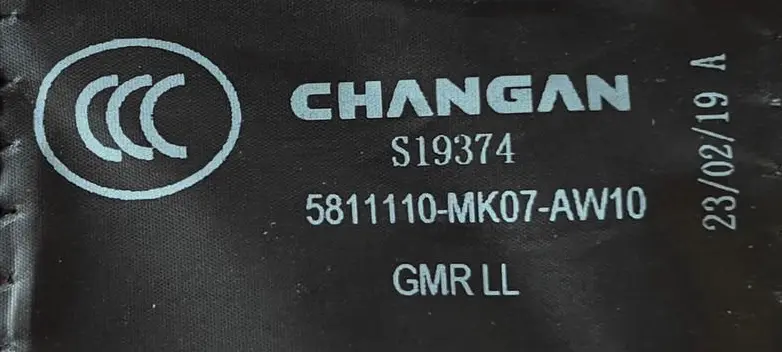 CCC
CHANGAN
S19374
5811110-MK07-AW10
GMR LL
23/02/19 A